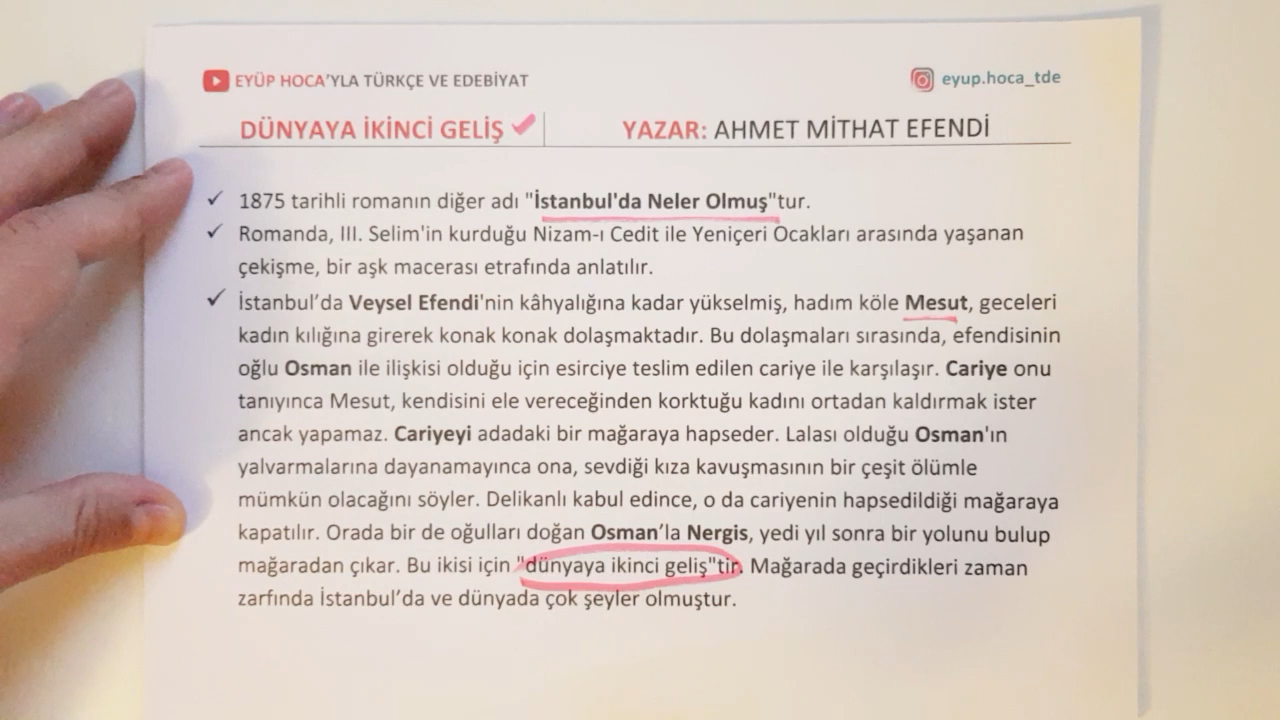 EYÜP HOCA'YLA TÜRKÇE VE EDEBİYAT
eyup.hoca_tde
DÜNYAYA İKİNCİ GELİŞ
YAZAR: AHMET MİTHAT EFENDİ
✓ 1875 tarihli romanın diğer adı "İstanbul'da Neler Olmuş"tur.
✓ Romanda, III. Selim'in kurduğu Nizam-ı Cedit ile Yeniçeri Ocakları arasında yaşanan
çekişme, bir aşk macerası etrafında anlatılır.
✓ İstanbul'da Veysel Efendi'nin kâhyalığına kadar yükselmiş, hadım köle Mesut, geceleri
kadın kılığına girerek konak konak dolaşmaktadır. Bu dolaşmaları sırasında, efendisinin
oğlu Osman ile ilişkisi olduğu için esirciye teslim edilen cariye ile karşılaşır. Cariye onu
tanıyınca Mesut, kendisini ele vereceğinden korktuğu kadını ortadan kaldırmak ister
ancak yapamaz. Cariyeyi adadaki bir mağaraya hapseder. Lalası olduğu Osman'ın
yalvarmalarına dayanamayınca ona, sevdiği kıza kavuşmasının bir çeşit ölümle
mümkün olacağını söyler. Delikanlı kabul edince, o da cariyenin hapsedildiği mağaraya
kapatılır. Orada bir de oğulları doğan Osman'la Nergis, yedi yıl sonra bir yolunu bulup
mağaradan çıkar. Bu ikisi için "dünyaya ikinci geliş"tir. Mağarada geçirdikleri zaman
zarfında İstanbul'da ve dünyada çok şeyler olmuştur.